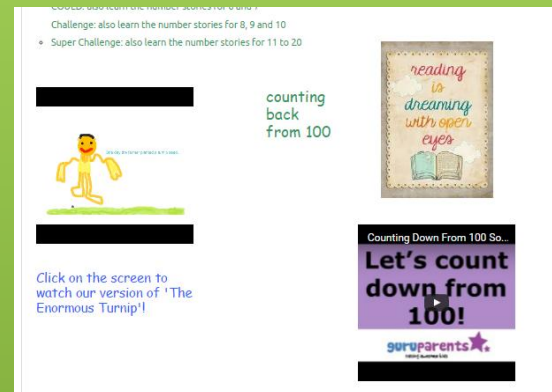 COULD: also learn the number stories for 6 and 7
Challenge: also learn the number stories for 8, 9 and 10
Super Challenge: also learn the number stories for 11 to 20
counting
back
from 100
reading
is
dreaming
with open
eyes
Click on the screen to
watch our version of 'The
Enormous Turnip'!
Counting Down From 100 So...
Let's count
down from
100!
guruparents